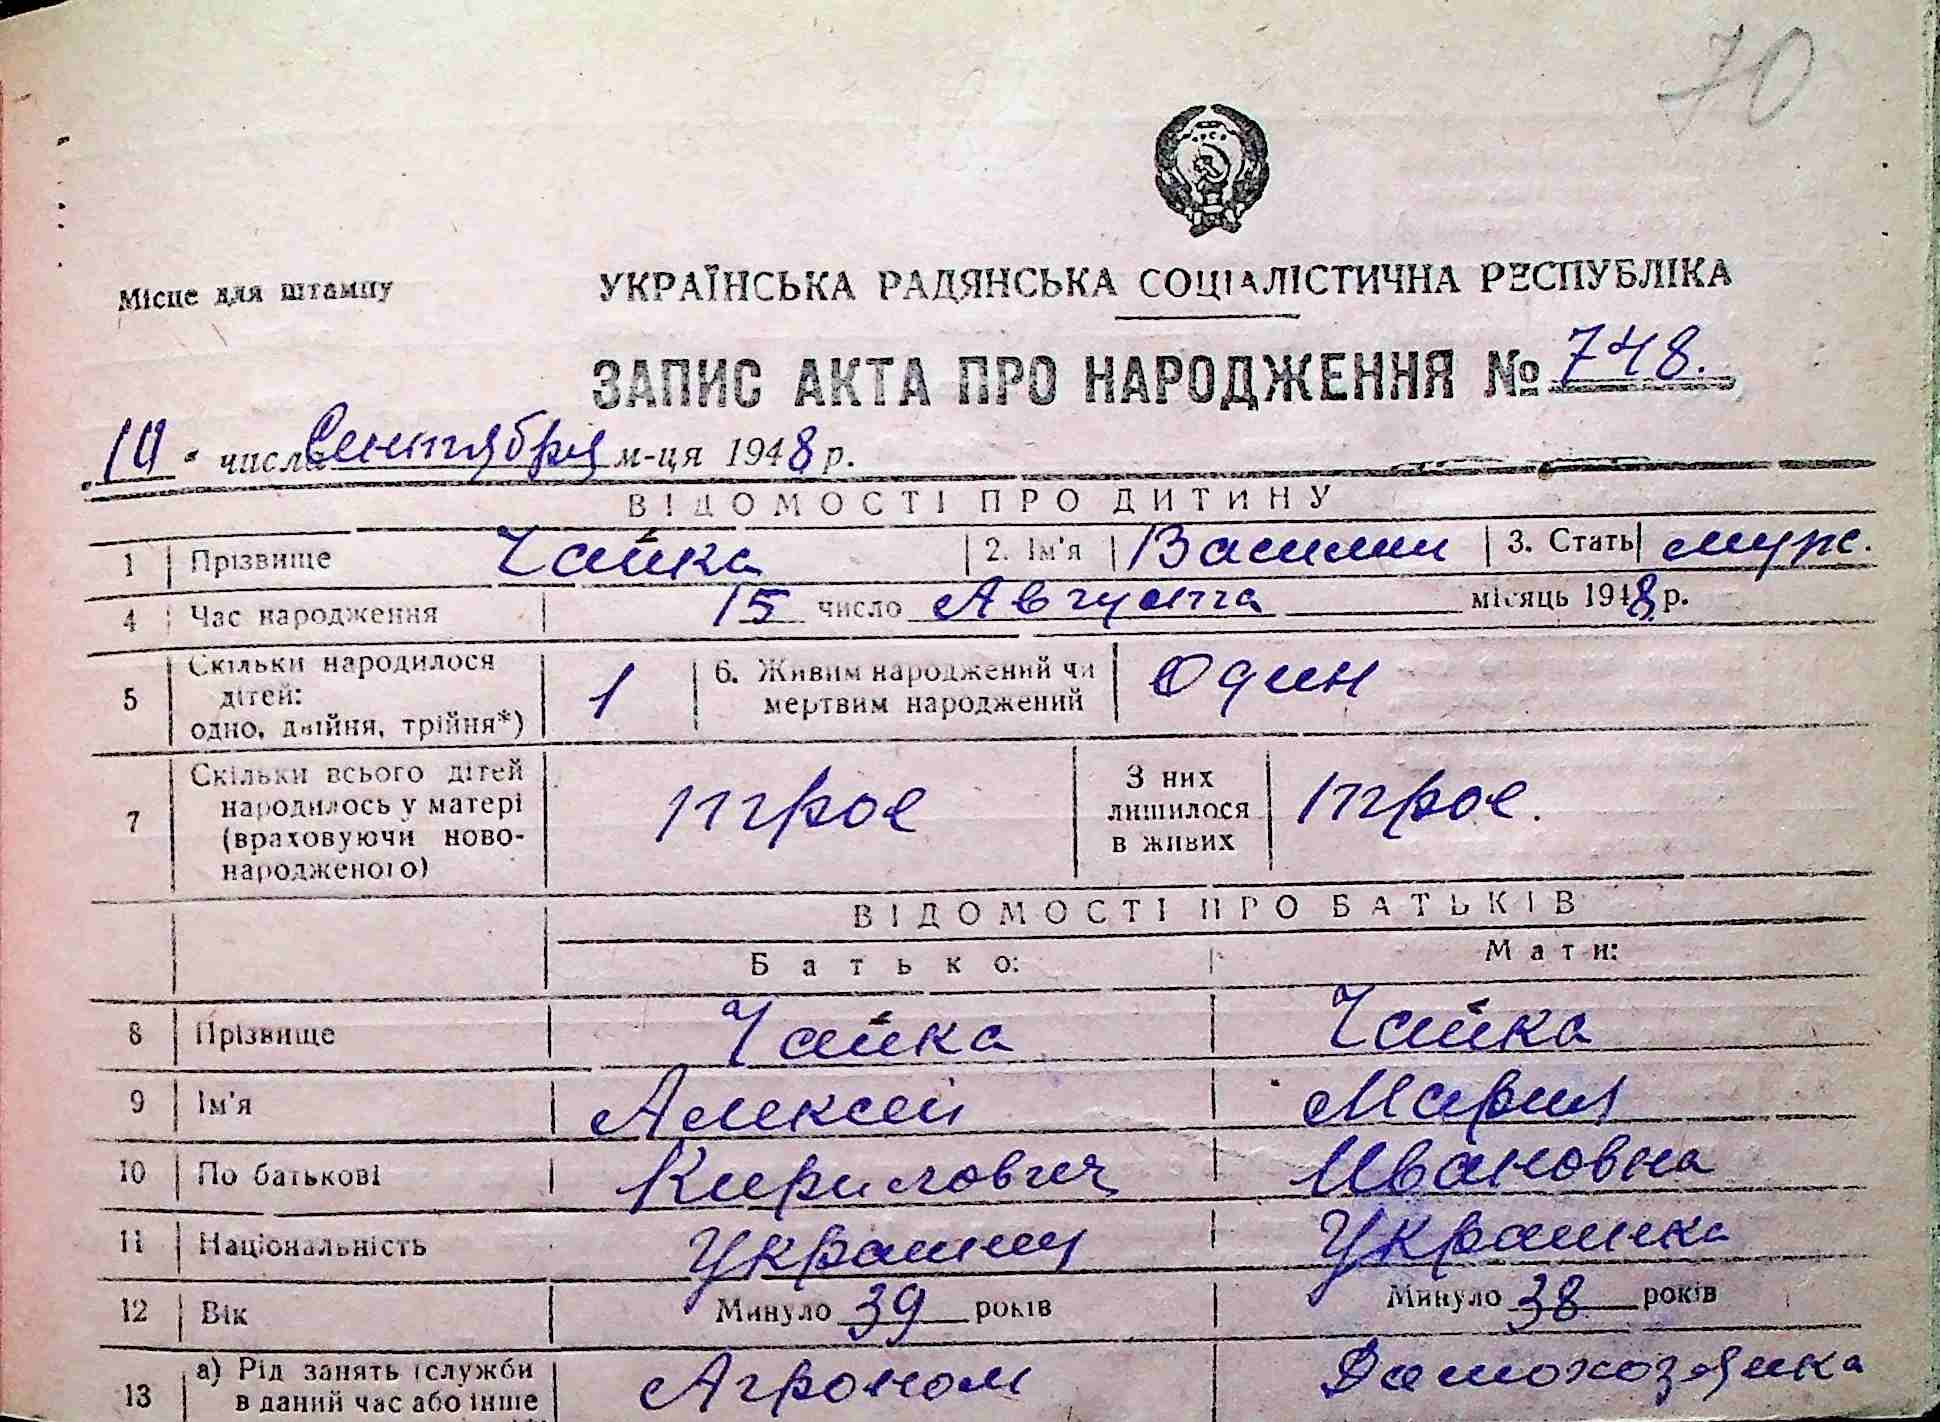 70
Місце для штампу
УКРАЇНСЬКА РАДЯНСЬКА СОЦІАЛІСТИЧНА РЕСПУБЛІКА
ЗАПИС АКТА ПРО НАРОДЖЕННЯ № 748.
числа Сентября м-ця 1948 р.
ВІДОМОСТІ ПРО ДИТИНУ
1 Прізвище Чайка 2. Ім'я Василий 3. Стать муж.
4 Час народження 15 число Августа місяць 1948 р.
5 Скільки народилося дітей: одно, двійня, трійня*) 1 6. Живим народжений чи мертвим народжений Один
7 Скільки всього дітей народилось у матері (враховуючи ново-народженого) трое З них лишилося в живих трое.
ВІДОМОСТІ ПРО БАТЬКІВ
Батько: Мати:
8 Прізвище Чайка Чайка
9 Ім'я Алексей Мария
10 По батькові Кирилович Ивановна
11 Національність Украинец Украинка
12 Вік Минуло 39 років Минуло 38 років
13 а) Рід занять (служби в даний час або інше Агроном Домохозяйка